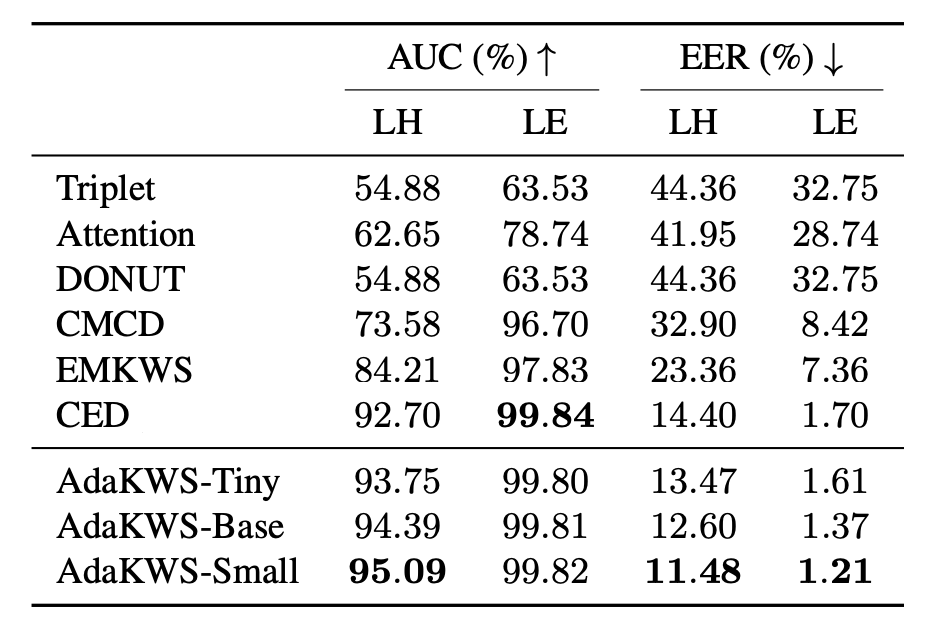 AUC (%) ↑ EER (%) ↓
LH LE LH LE
Triplet 54.88 63.53 44.36 32.75
Attention 62.65 78.74 41.95 28.74
DONUT 54.88 63.53 44.36 32.75
CMCD 73.58 96.70 32.90 8.42
EMKWS 84.21 97.83 23.36 7.36
CED 92.70 99.84 14.40 1.70
AdaKWS-Tiny 93.75 99.80 13.47 1.61
AdaKWS-Base 94.39 99.81 12.60 1.37
AdaKWS-Small 95.09 99.82 11.48 1.21